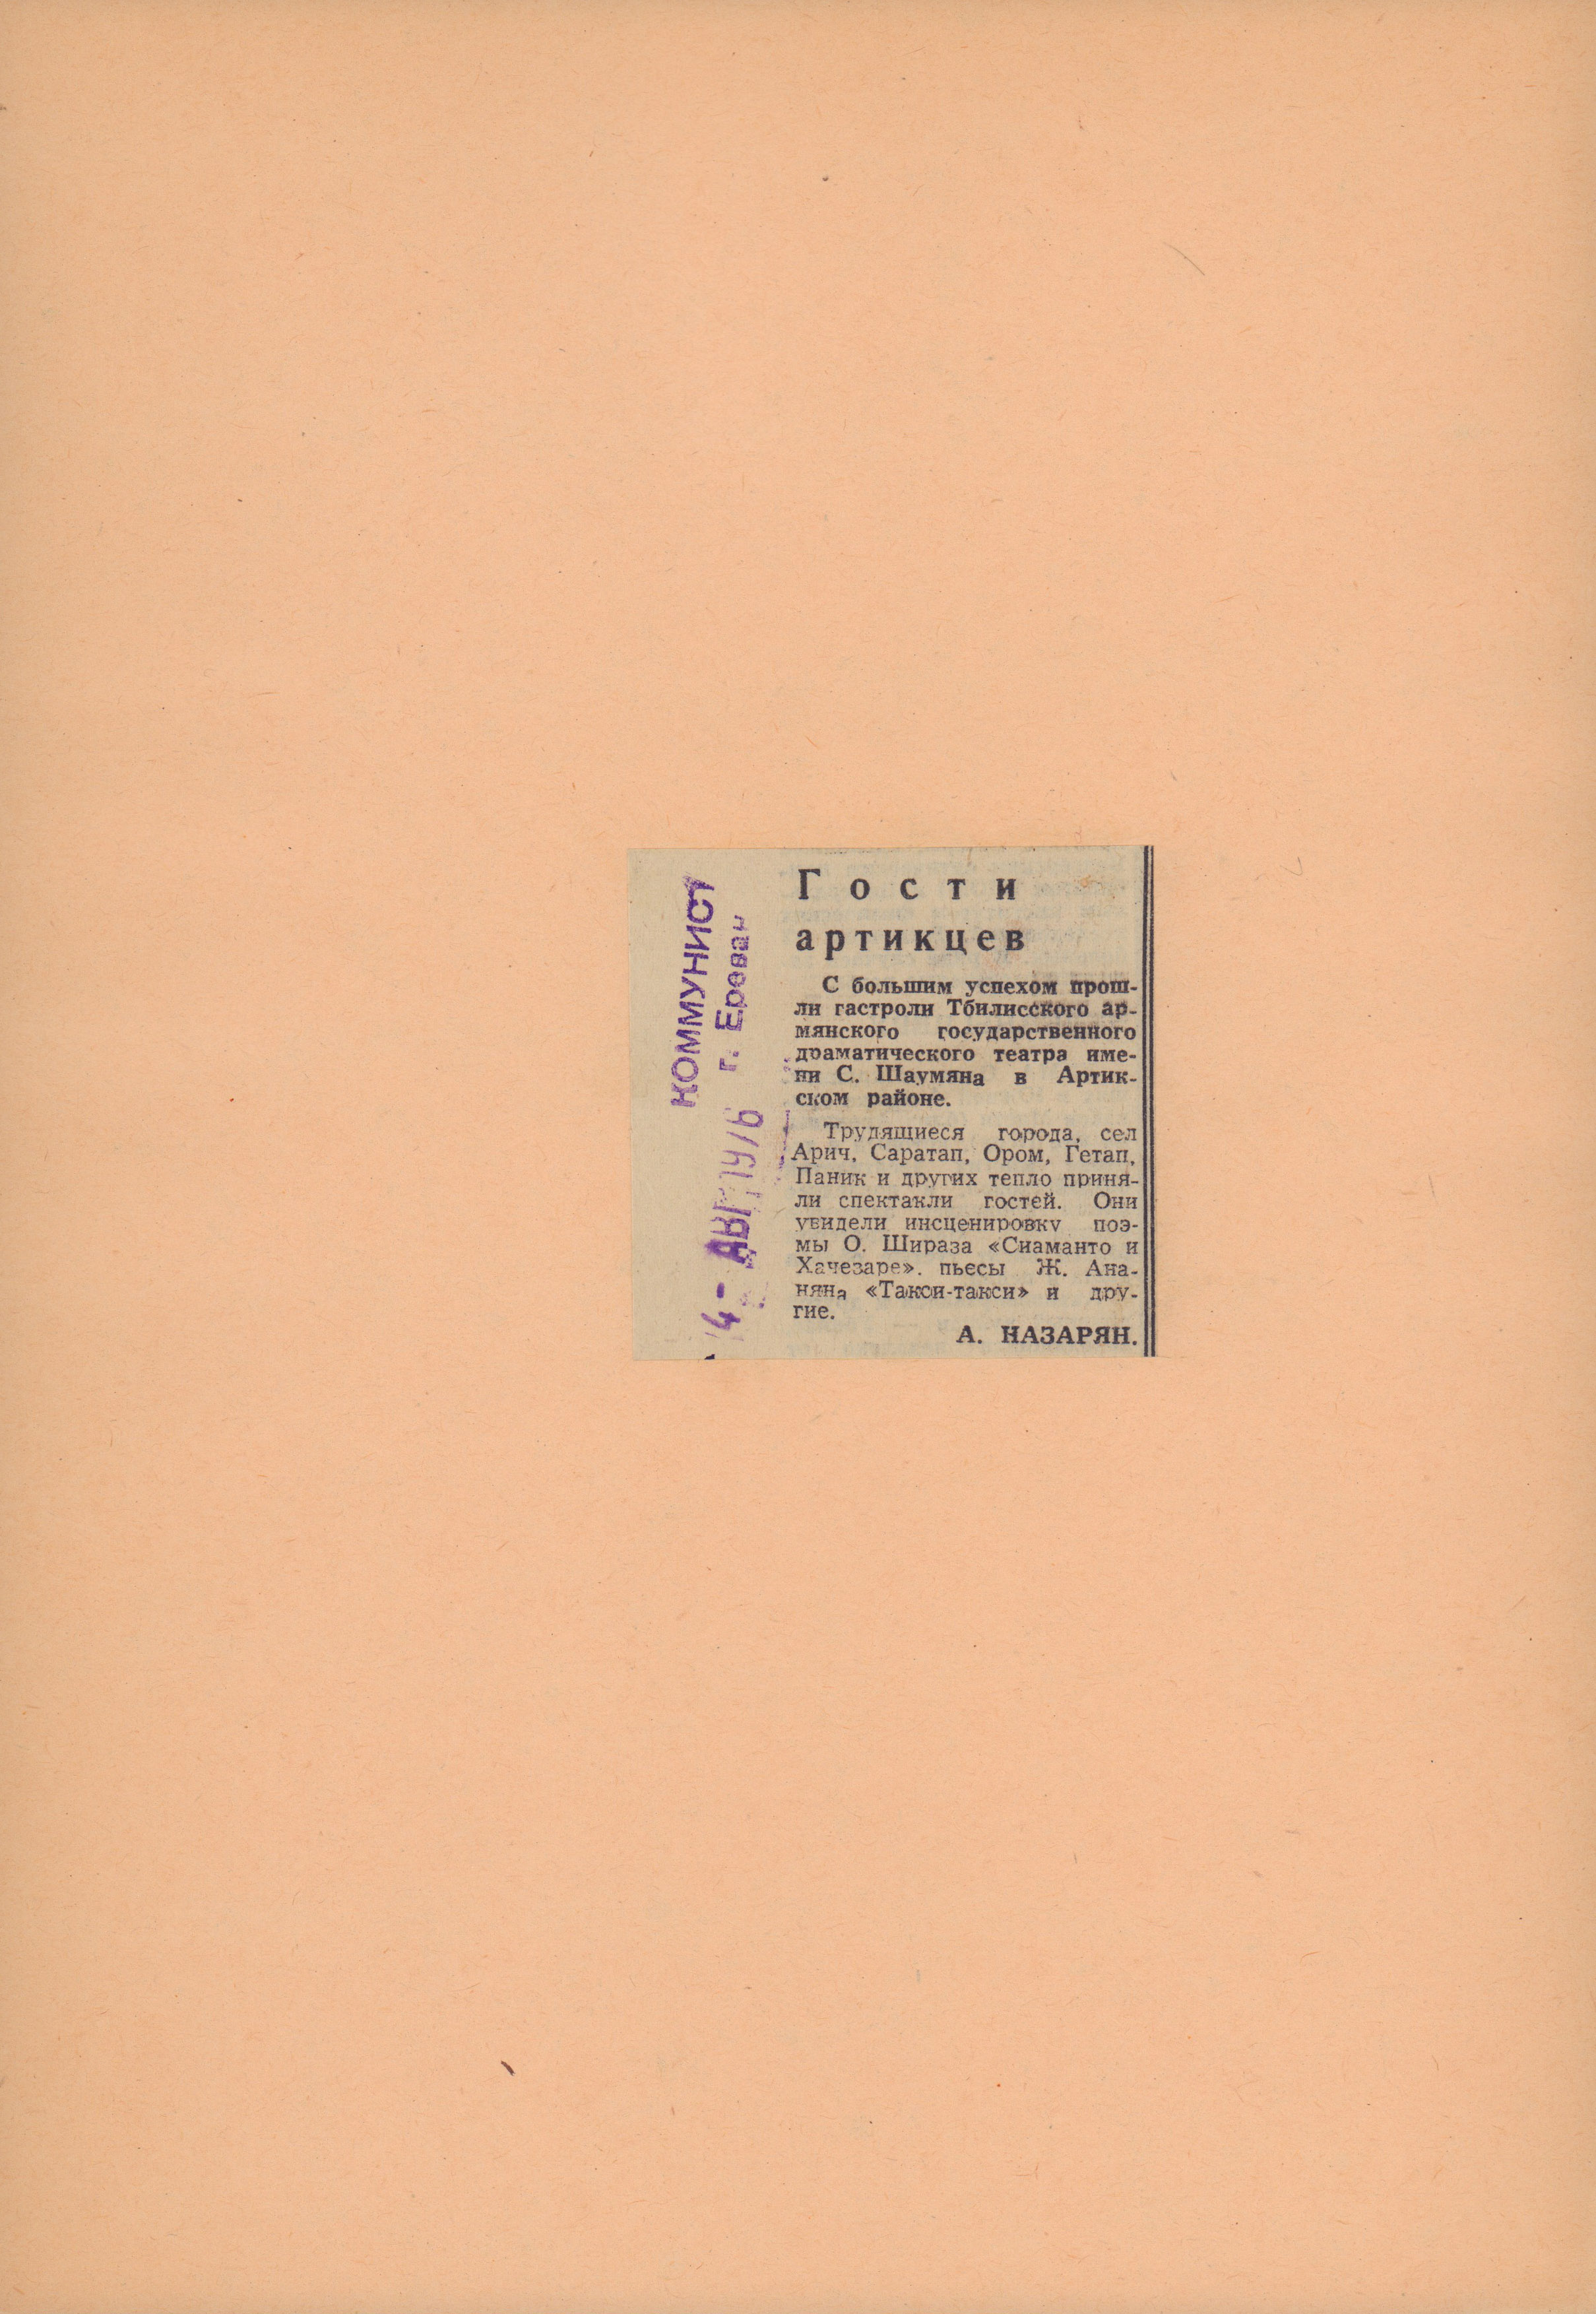 КОММУНИСТ
г. Ереван
4- АВГ 1976
Гости
артикцев
С большим успехом прош-
ли гастроли Тбилисского ар-
мянского государственного
драматического театра име-
ни С. Шаумяна в Артик-
ском районе.
Трудящиеся города, сел
Арич, Саратап, Ором, Гетап,
Паник и других тепло приня-
ли спектакли гостей. Они
увидели инсценировку поэ-
мы О. Шираза «Сиаманто и
Хачезаре». пьесы Ж. Ана-
няна «Такси-такси» и дру-
гие.
А. НАЗАРЯН.